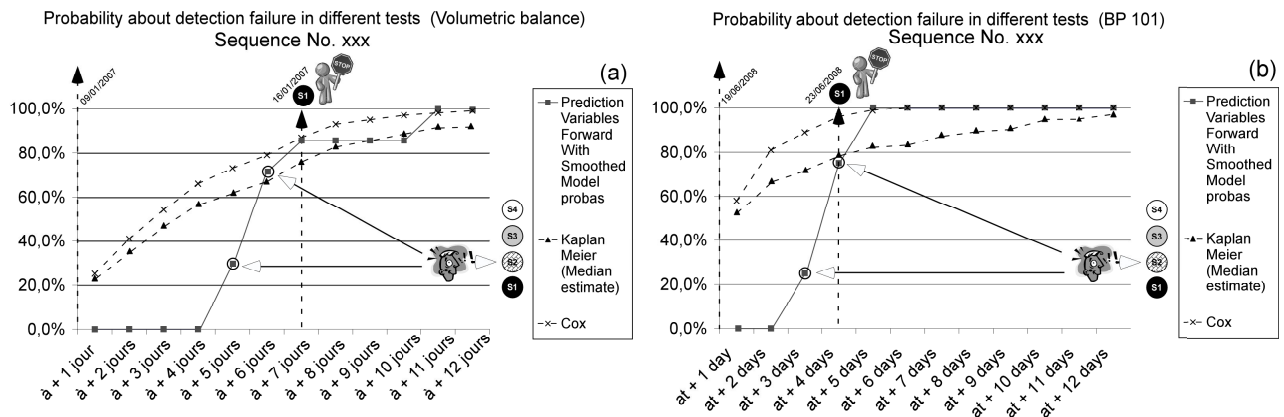 Probability about detection failure in different tests (Volumetric balance)
Sequence No. xxx
(a)
09/01/2007
16/01/2007
STOP
S1
100,0%
80,0%
60,0%
40,0%
20,0%
0,0%
à + 1 jour
à + 2 jours
à + 3 jours
à + 4 jours
à + 5 jours
à + 6 jours
à + 7 jours
à + 8 jours
à + 9 jours
à + 10 jours
à + 11 jours
à + 12 jours
!!
S4
S3
S2
S1
Prediction
Variables
Forward
With
Smoothed
Model
probas
Kaplan
Meier
(Median
estimate)
Cox
Probability about detection failure in different tests (BP 101)
Sequence No. xxx
(b)
19/06/2008
23/06/2008
STOP
S1
100,0%
80,0%
60,0%
40,0%
20,0%
0,0%
at + 1 day
at + 2 days
at + 3 days
at + 4 days
at + 5 days
at + 6 days
at + 7 days
at + 8 days
at + 9 days
at + 10 days
at + 11 days
at + 12 days
!!
S4
S3
S2
S1
Prediction
Variables
Forward
With
Smoothed
Model
probas
Kaplan
Meier
(Median
estimate)
Cox